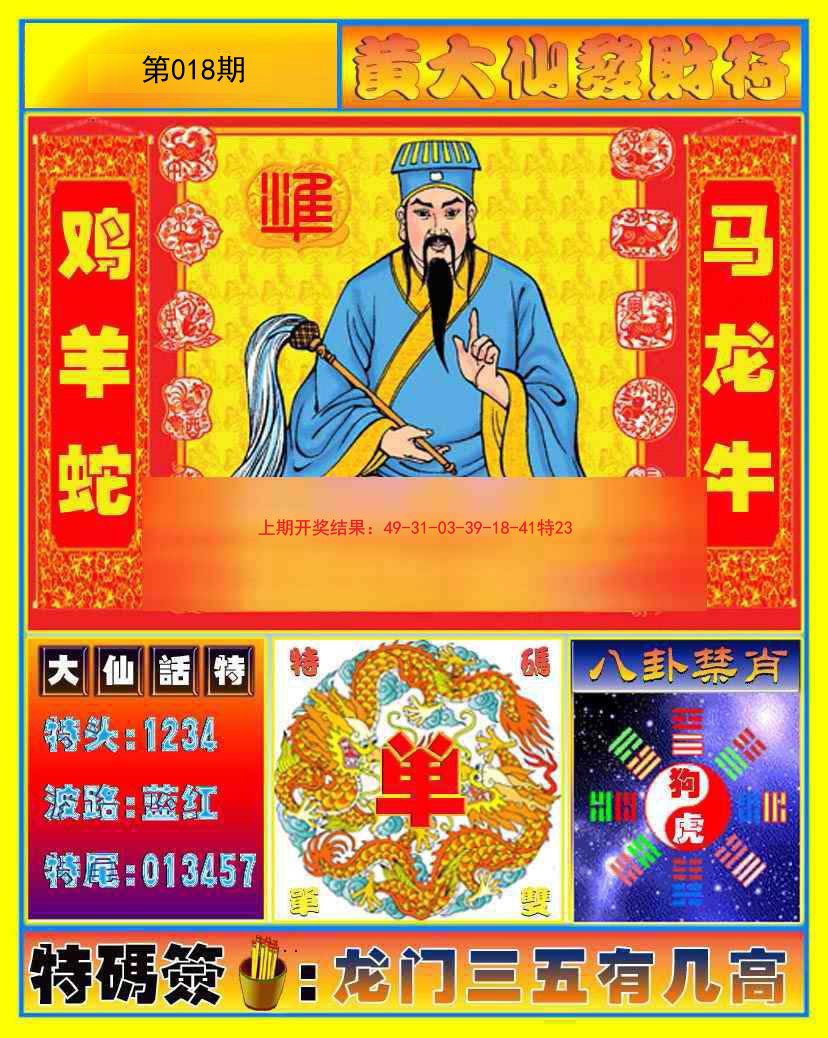 第018期
黄大仙發財符
鸡羊蛇
马龙牛
上期开奖结果：49-31-03-39-18-41特23
大仙話特
特头:1234
波路:蓝红
特尾:013457
特 碼
单
單 雙
八卦禁肖
狗
虎
特碼簽:龙门三五有几高